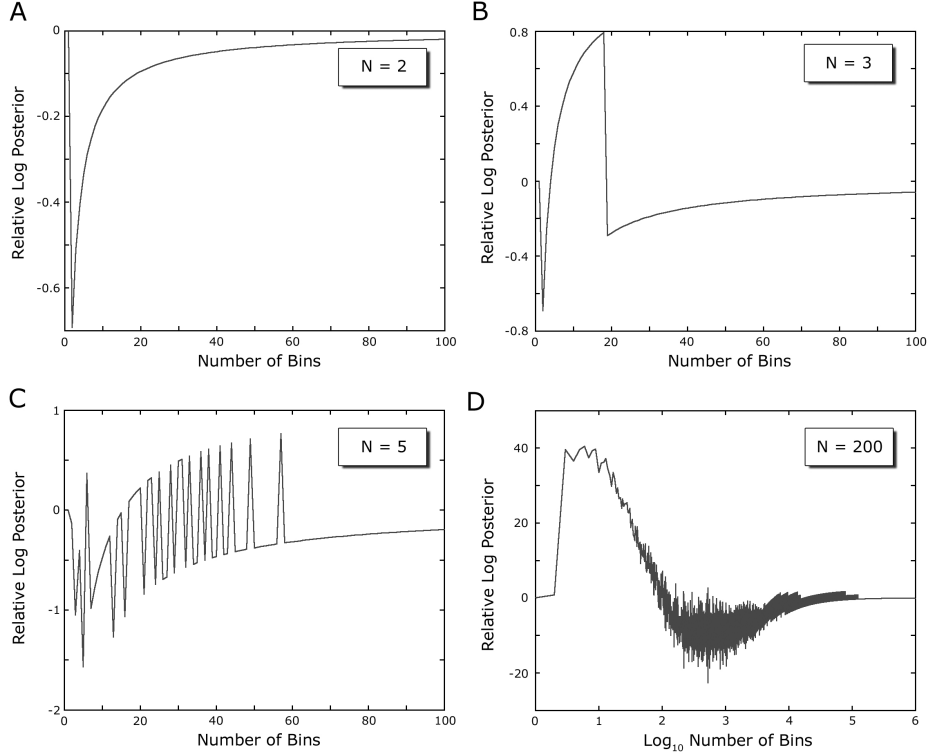 A
0
-0.2
-0.4
-0.6
Relative Log Posterior
N = 2
0 20 40 60 80 100
Number of Bins
B
0.8
0.4
0
-0.4
-0.8
Relative Log Posterior
N = 3
0 20 40 60 80 100
Number of Bins
C
1
0
-1
-2
Relative Log Posterior
N = 5
0 20 40 60 80 100
Number of Bins
D
40
20
0
-20
Relative Log Posterior
N = 200
0 1 2 3 4 5 6
Log10 Number of Bins